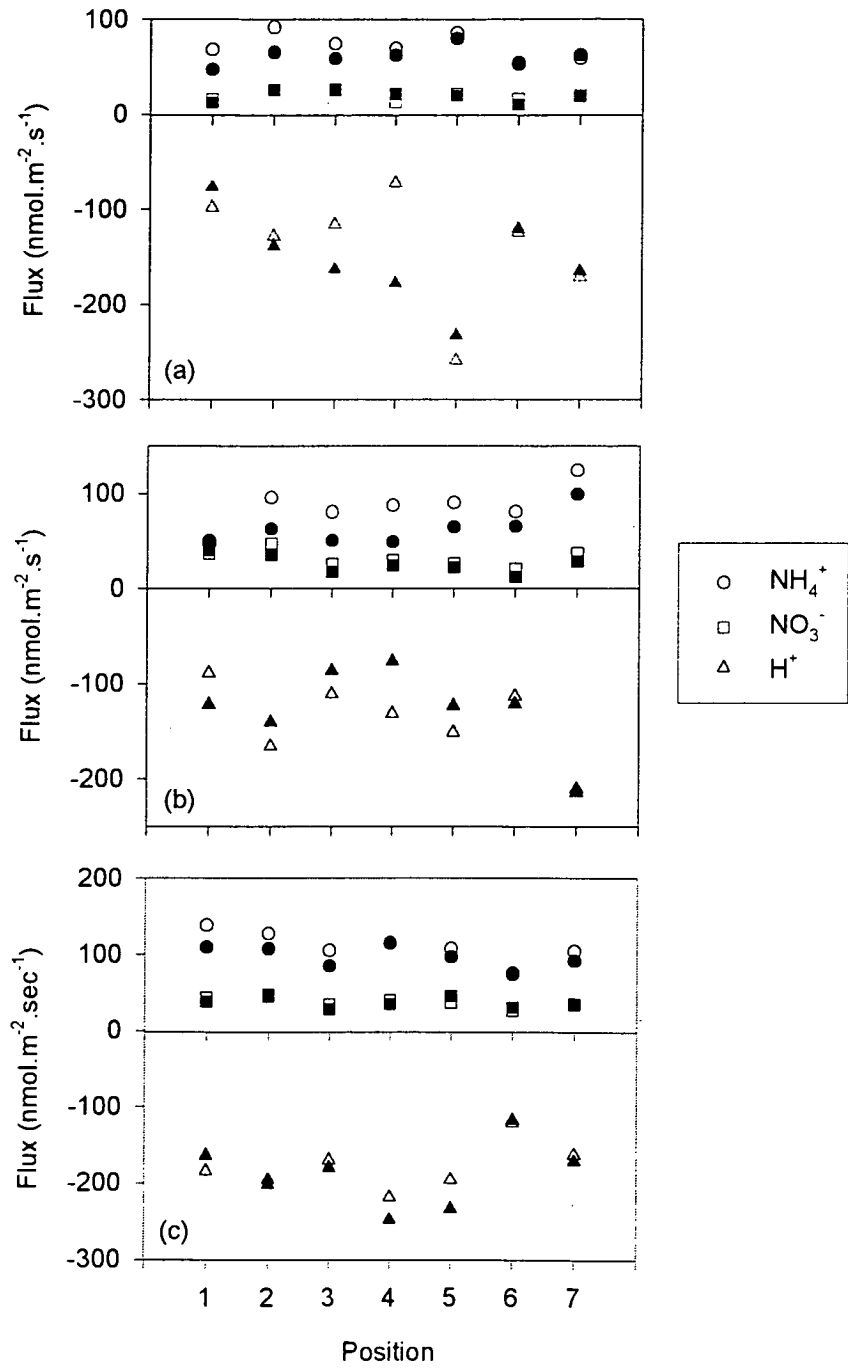 100
0
-100
-200
-300
Flux (nmol.m⁻².s⁻¹)
(a)
100
0
-100
-200
Flux (nmol.m⁻².s⁻¹)
(b)
NH₄⁺
NO₃⁻
H⁺
200
100
0
-100
-200
-300
Flux (nmol.m⁻².sec⁻¹)
(c)
1 2 3 4 5 6 7
Position